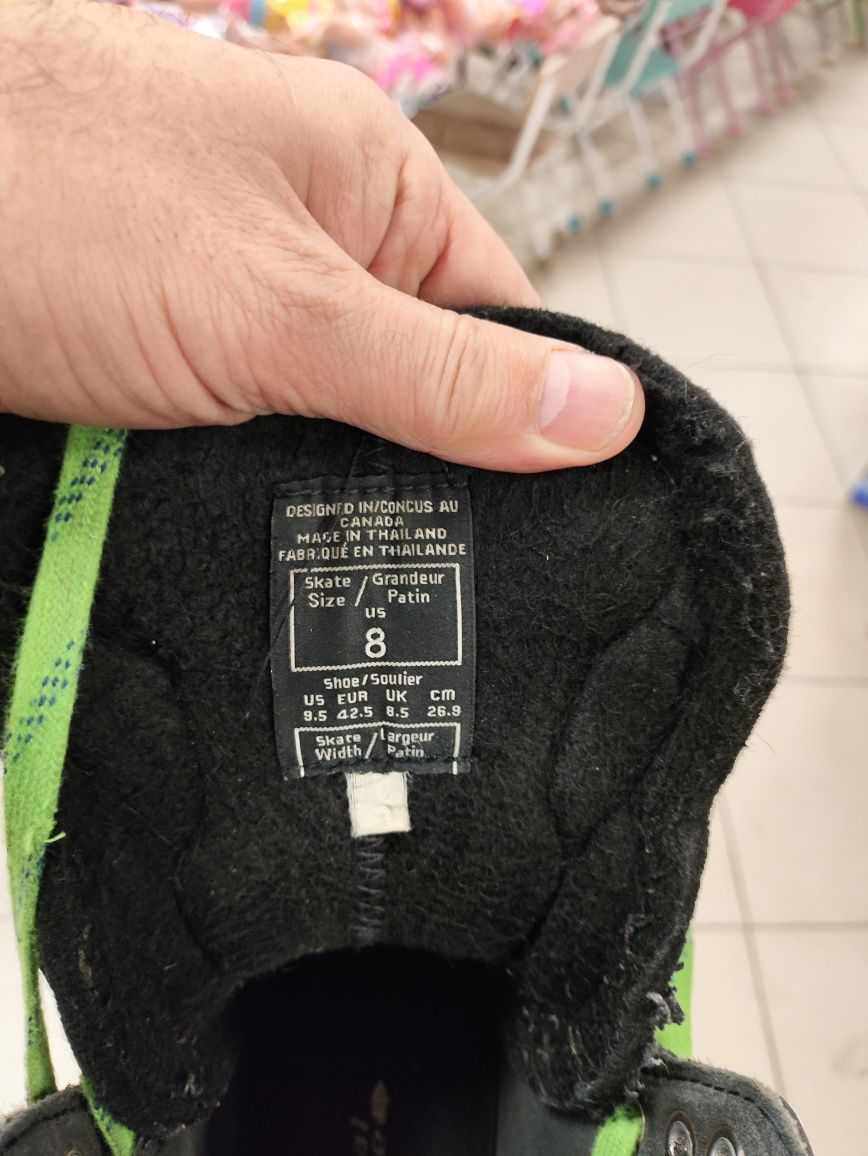 DESIGNED IN/CONCUS AU
CANADA
MADE IN THAILAND
FABRIQUÉ EN THAILANDE
Skate / Grandeur
Size / Patin
US
8
Shoe/Soulier
US EUR UK CM
9.5 42.5 8.5 26.9
Skate / Largeur
Width / Patin